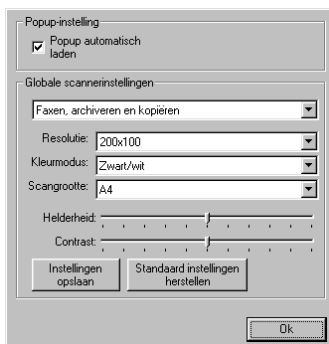 Popup-instelling
Popup automatisch
laden
Globale scannerinstellingen
Faxen, archiveren en kopiëren
Resolutie: 200x100
Kleurmodus: Zwart/wit
Scangrootte: A4
Helderheid:
Contrast:
Instellingen
opslaan
Standaard instellingen
herstellen
Ok